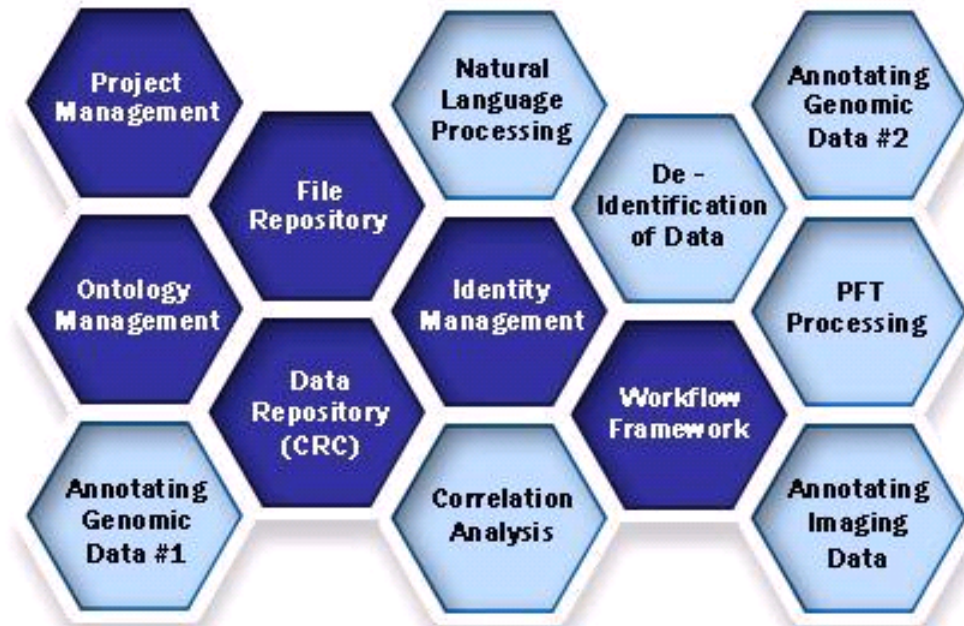 Project
Management
Natural
Language
Processing
Annotating
Genomic
Data #2
File
Repository
De -
Identification
of Data
Ontology
Management
Identity
Management
PFT
Processing
Data
Repository
(CRC)
Workflow
Framework
Annotating
Genomic
Data #1
Correlation
Analysis
Annotating
Imaging
Data